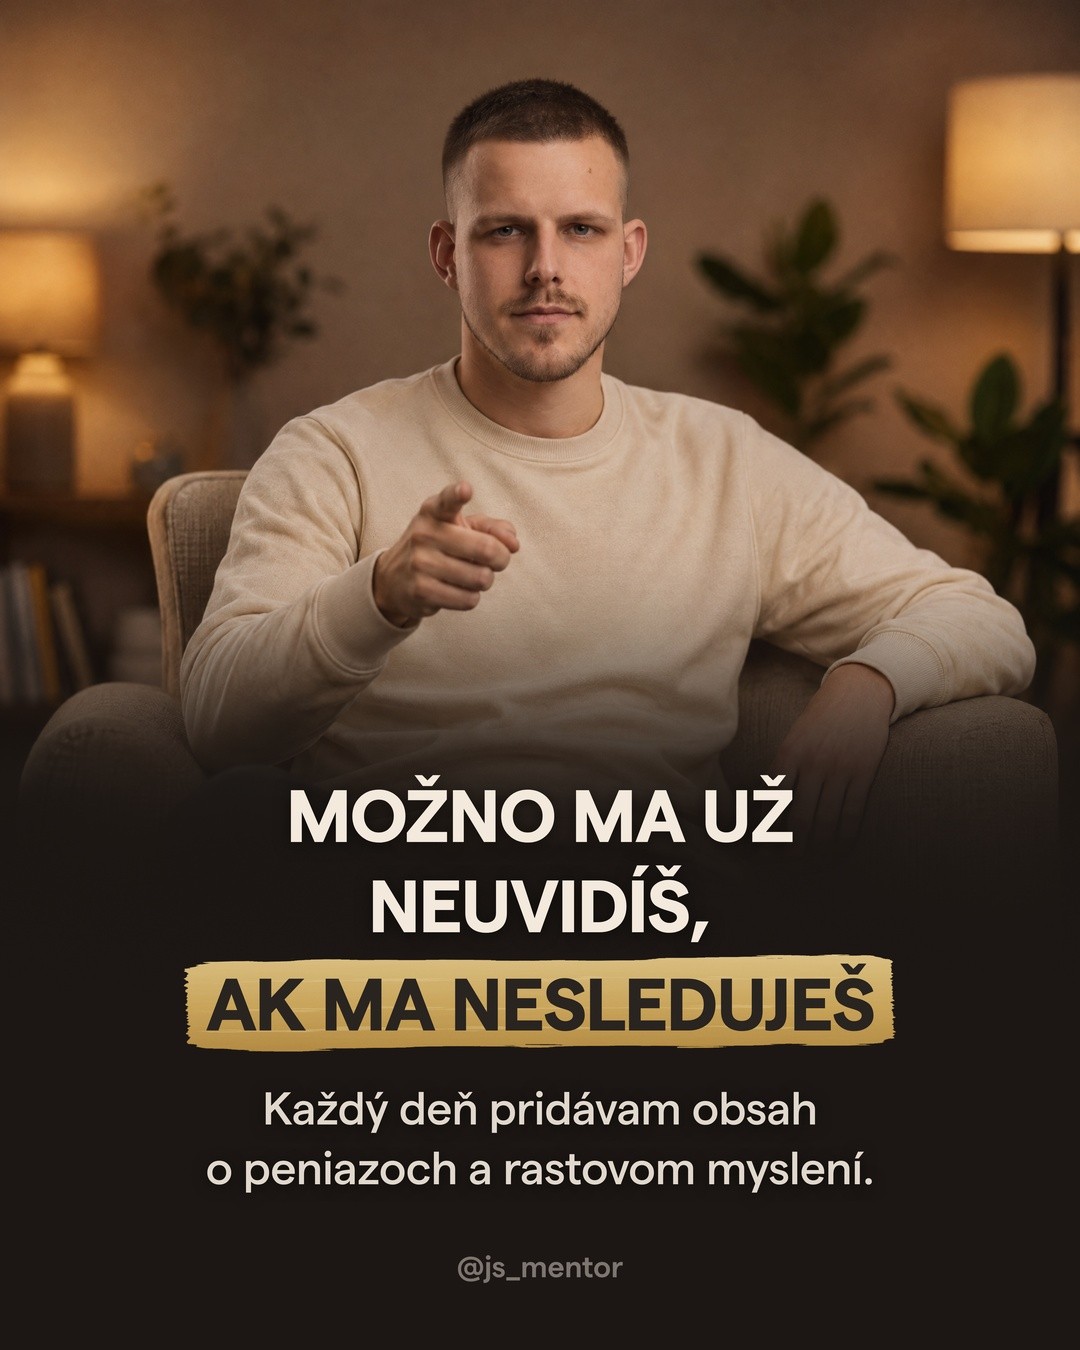 MOŽNO MA UŽ
NEUVIDÍŠ,
AK MA NESLEDUJEŠ
Každý deň pridávam obsah
o peniazoch a rastovom myslení.
@js_mentor